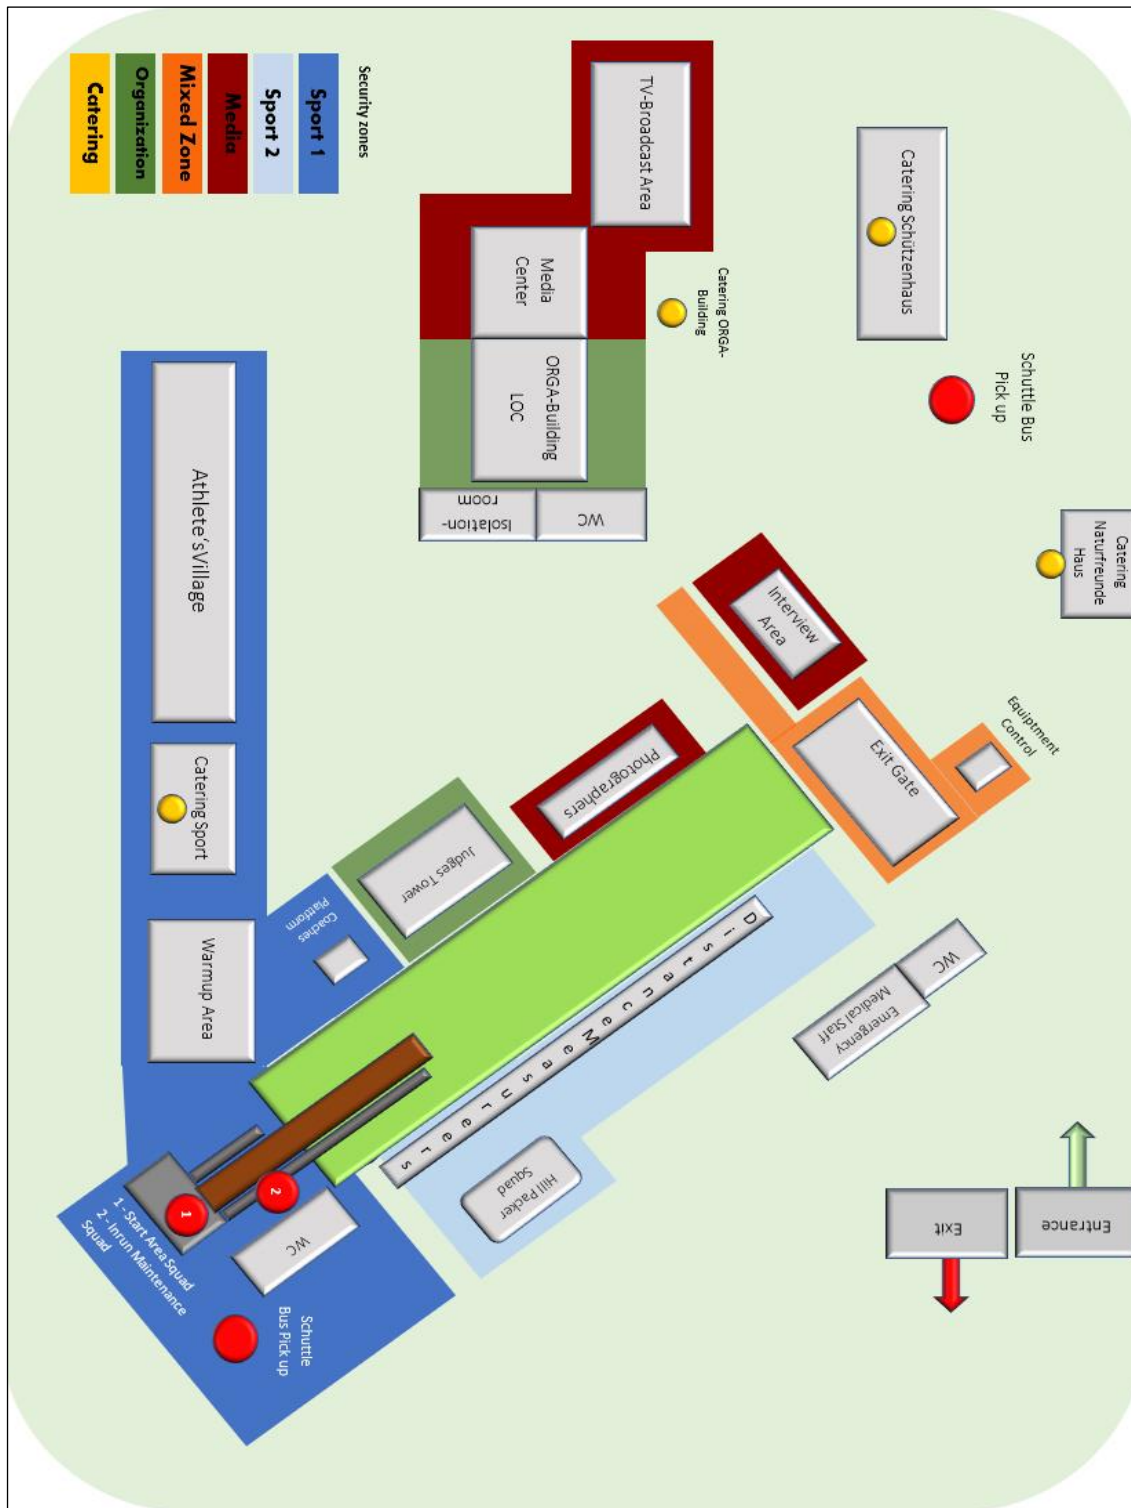 Security zones
Sport 1
Sport 2
Media
Mixed Zone
Organization
Catering
TV-Broadcast Area
Media
Center
ORGA-Building
LOC
Isolation-
room
WC
Catering ORGA-
Building
Catering Schützenhaus
Schuttle Bus
Pick up
Catering
Naturfreunde
Haus
Athlete'sVillage
Catering Sport
Warmup Area
Coaches
Plattform
Judges Tower
Photographers
Interview
Area
Exit Gate
Equiptment
Control
DistanceMeasureers
Hill Packer
Squad
WC
Emergency
Medical Staff
Entrance
Exit
1
2
1 - Start Area Squad
2 - Inrun Maintenance
Squad
WC
Schuttle
Bus Pick up